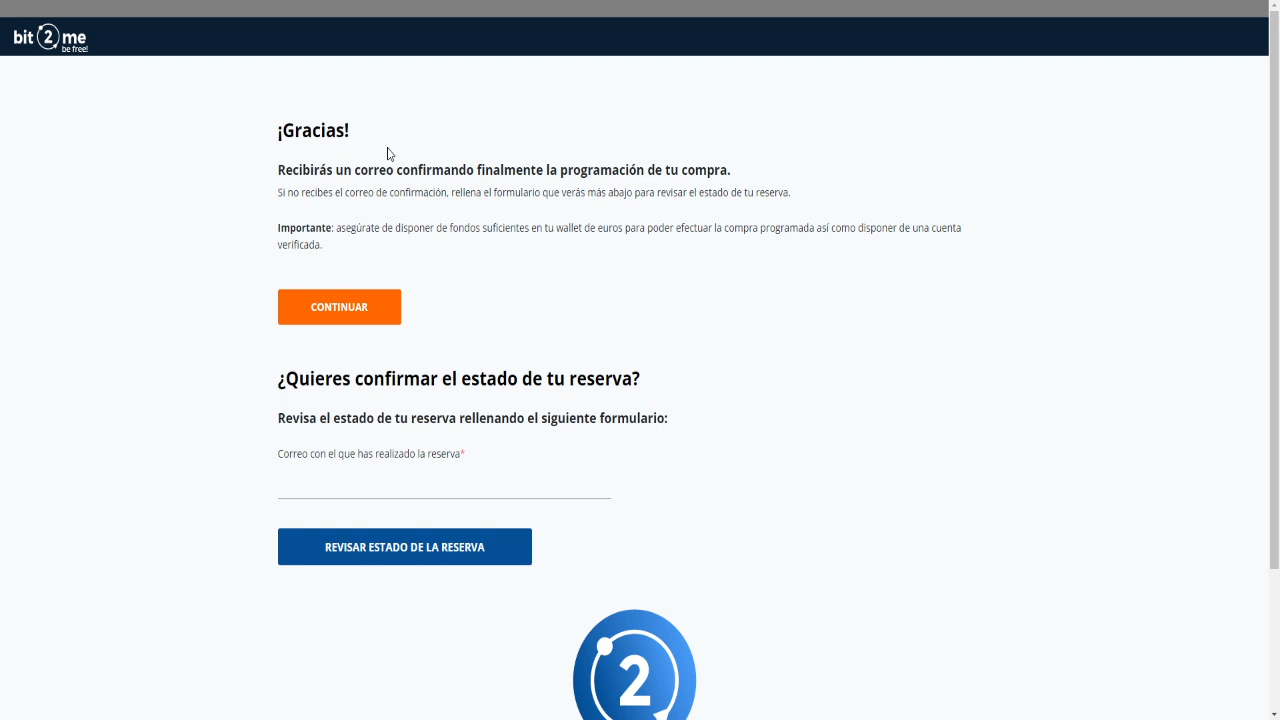 bit 2 me
be free!
¡Gracias!
Recibirás un correo confirmando finalmente la programación de tu compra.
Si no recibes el correo de confirmación, rellena el formulario que verás más abajo para revisar el estado de tu reserva.
Importante: asegúrate de disponer de fondos suficientes en tu wallet de euros para poder efectuar la compra programada así como disponer de una cuenta
verificada.
CONTINUAR
¿Quieres confirmar el estado de tu reserva?
Revisa el estado de tu reserva rellenando el siguiente formulario:
Correo con el que has realizado la reserva*
REVISAR ESTADO DE LA RESERVA
2